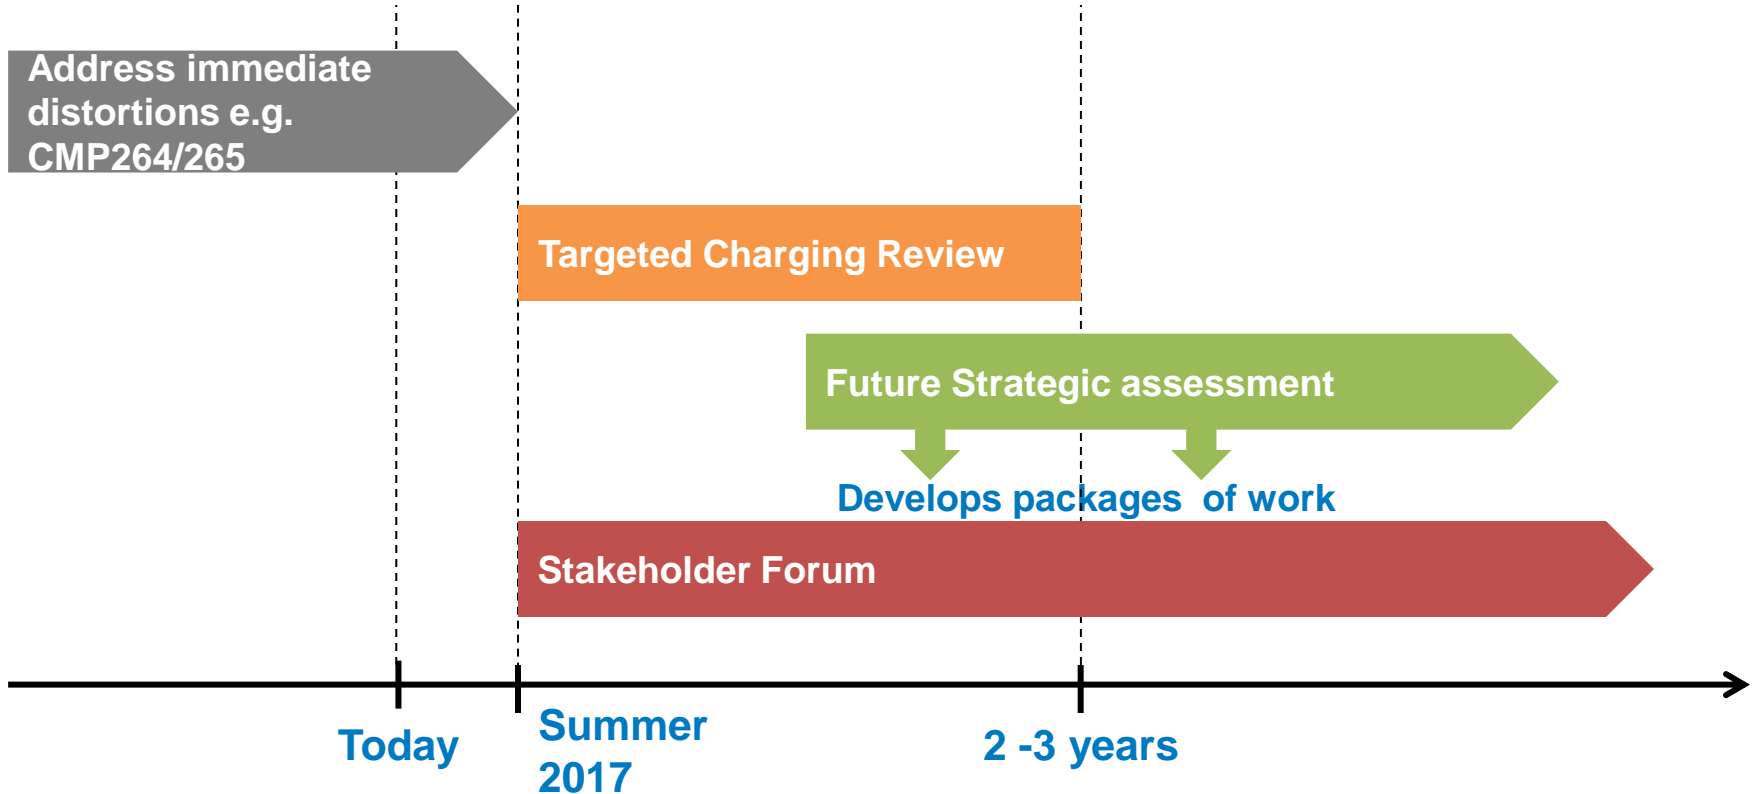 Address immediate
distortions e.g.
CMP264/265
Targeted Charging Review
Future Strategic assessment
Develops packages  of work
Stakeholder Forum
Today
Summer
2017
2 -3 years